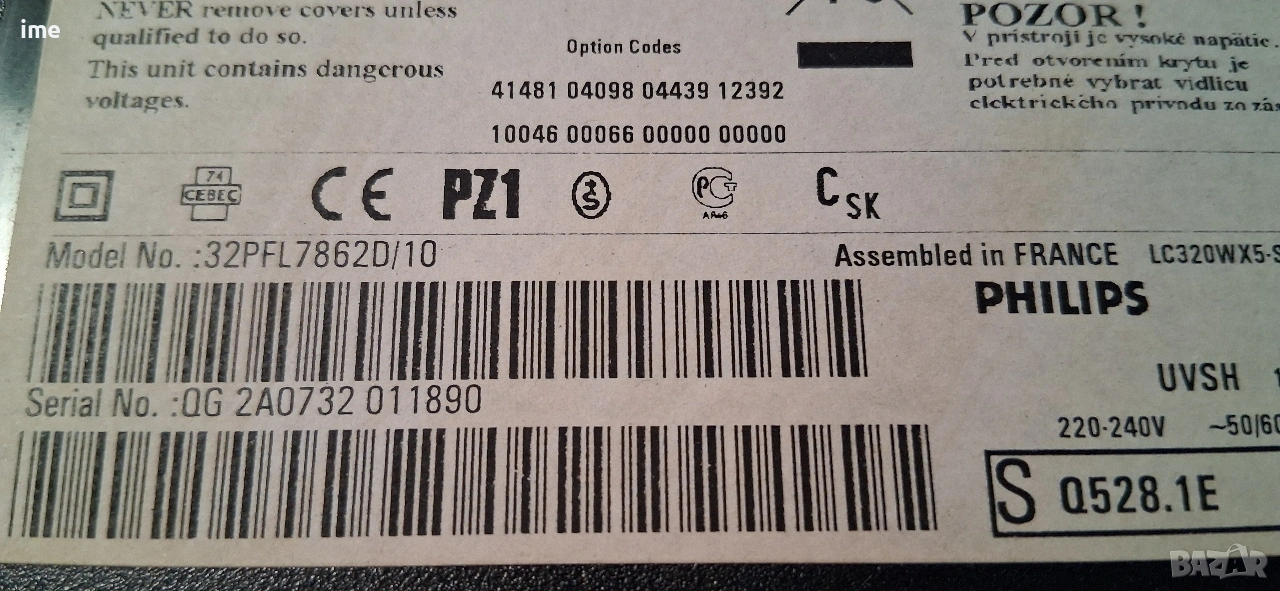 ime
NEVER remove covers unless
qualified to do so.
This unit contains dangerous
voltages.
Option Codes
41481 04098 04439 12392
10046 00066 00000 00000
POZOR !
V prístroji je vysoké napätie.
Pred otvorením krytu je
potrebné vybrat vidlicu
elektrického prívodu zo zás
74
CEBEC
CE
PZ1
S
PCT
C SK
Model No. :32PFL7862D/10
Assembled in FRANCE LC320WX5-S
PHILIPS
UVSH
Serial No. :QG 2A0732 011890
220-240V ~50/60
S Q528.1E
BAZAR